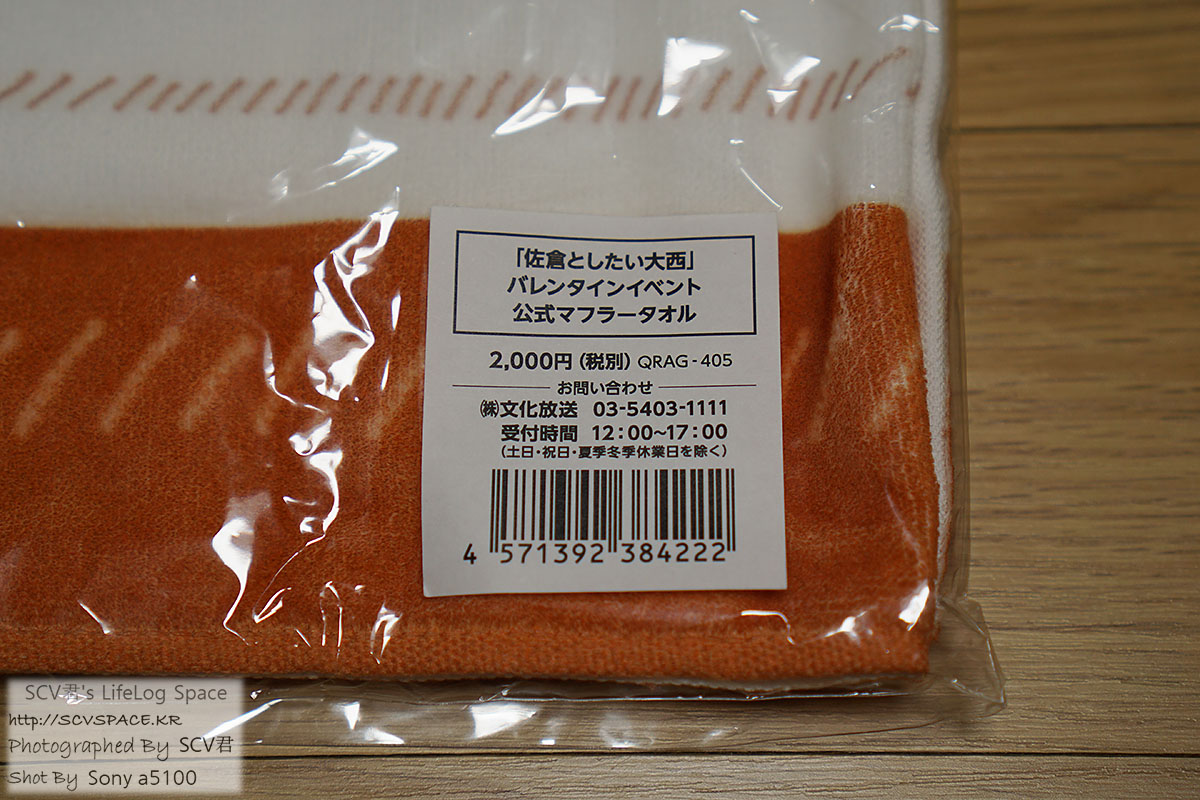 「佐倉としたい大西」
バレンタインイベント
公式マフラータオル
2,000円(税別) QRAG-405
お問い合わせ
㈱文化放送 03-5403-1111
受付時間 12:00~17:00
(土日・祝日・夏季冬季休業日を除く)
4 571392 384222
SCV君's LifeLog Space
http://SCVSPACE.KR
Photographed By SCV君
Shot By Sony a5100